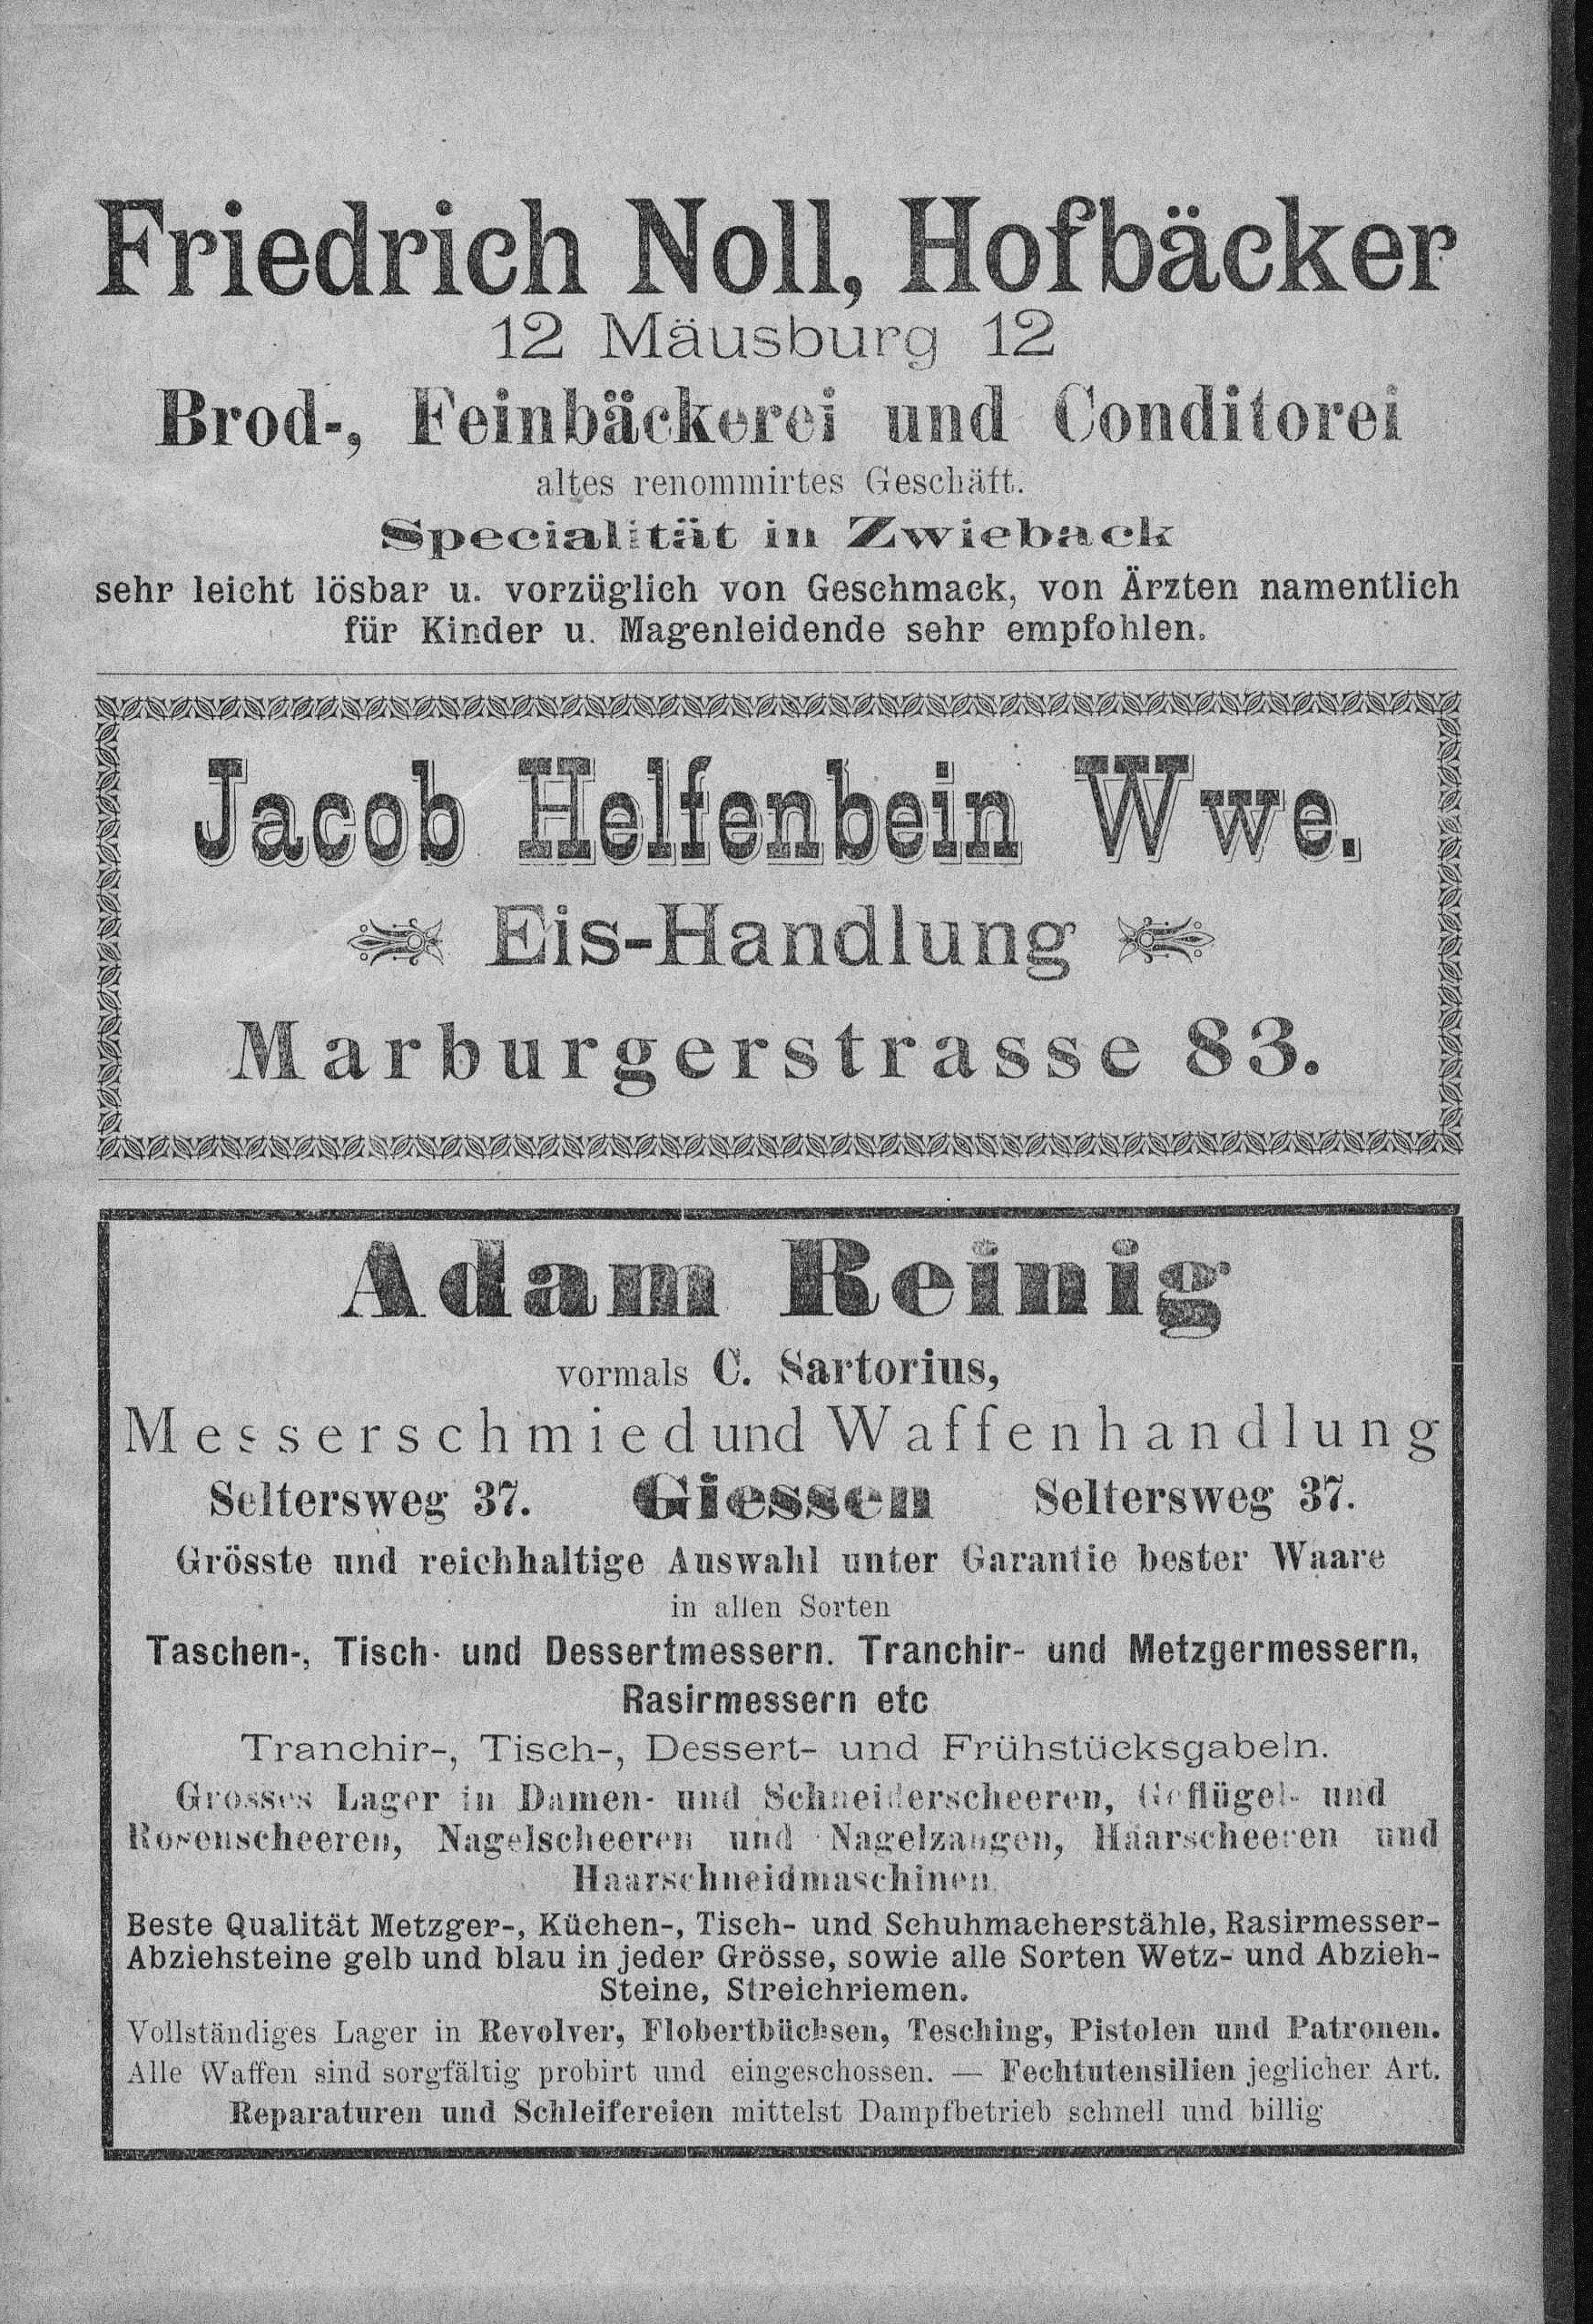 Friedrich Noll, Hofbäcker
12 Mäusburg 12
Brod-, Feinbäckerei und Conditorei
altes renommirtes Geschäft.
Specialität in Zwieback
sehr leicht lösbar u. vorzüglich von Geschmack, von Ärzten namentlich
für Kinder u. Magenleidende sehr empfohlen.
Jacob Helfenbein Wwe.
Eis-Handlung
Marburgerstrasse 83.
Adam Reinig
vormals C. Sartorius,
Messerschmied und Waffenhandlung
Seltersweg 37. Giessen Seltersweg 37.
Grösste und reichhaltige Auswahl unter Garantie bester Waare
in allen Sorten
Taschen-, Tisch- und Dessertmessern. Tranchir- und Metzgermessern,
Rasirmessern etc
Tranchir-, Tisch-, Dessert- und Frühstücksgabeln.
Grosses Lager in Damen- und Schneiderscheeren, Geflügel- und
Rosenscheeren, Nagelscheeren und Nagelzangen, Haarscheeren und
Haarschneidmaschinen.
Beste Qualität Metzger-, Küchen-, Tisch- und Schuhmacherstähle, Rasirmesser-
Abziehsteine gelb und blau in jeder Grösse, sowie alle Sorten Wetz- und Abzieh-
Steine, Streichriemen.
Vollständiges Lager in Revolver, Flobertbüchsen, Tesching, Pistolen und Patronen.
Alle Waffen sind sorgfältig probirt und eingeschossen. — Fechtutensilien jeglicher Art.
Reparaturen und Schleifereien mittelst Dampfbetrieb schnell und billig